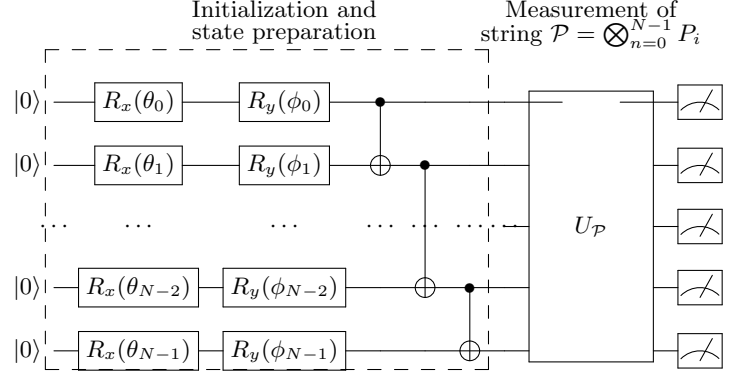 Initialization and
state preparation
Measurement of
string 𝒫 = ⨂_{n=0}^{N−1} P_i
|0⟩ R_x(θ_0) R_y(ϕ_0)
|0⟩ R_x(θ_1) R_y(ϕ_1)
... ... ... ... ... ...... U_𝒫
|0⟩ R_x(θ_{N−2}) R_y(ϕ_{N−2})
|0⟩ R_x(θ_{N−1}) R_y(ϕ_{N−1})